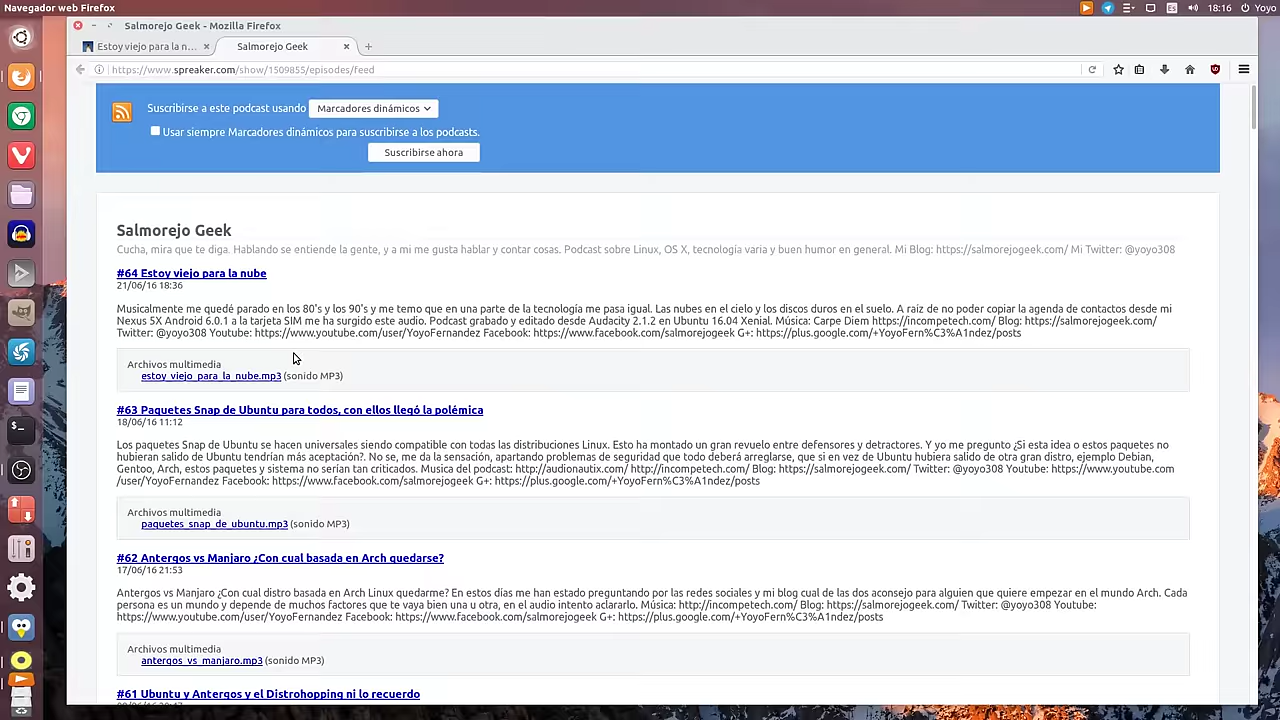 Navegador web Firefox
Es
18:16
Yoyo
Salmorejo Geek - Mozilla Firefox
Estoy viejo para la n...
Salmorejo Geek
https://www.spreaker.com/show/1509855/episodes/feed
Suscribirse a este podcast usando
Marcadores dinámicos
Usar siempre Marcadores dinámicos para suscribirse a los podcasts.
Suscribirse ahora
Salmorejo Geek
Cucha, mira que te diga. Hablando se entiende la gente, y a mi me gusta hablar y contar cosas. Podcast sobre Linux, OS X, tecnología varia y buen humor en general. Mi Blog: https://salmorejogeek.com/ Mi Twitter: @yoyo308
#64 Estoy viejo para la nube
21/06/16 18:36
Musicalmente me quedé parado en los 80's y los 90's y me temo que en una parte de la tecnología me pasa igual. Las nubes en el cielo y los discos duros en el suelo. A raíz de no poder copiar la agenda de contactos desde mi
Nexus 5X Android 6.0.1 a la tarjeta SIM me ha surgido este audio. Podcast grabado y editado desde Audacity 2.1.2 en Ubuntu 16.04 Xenial. Música: Carpe Diem https://incompetech.com/ Blog: https://salmorejogeek.com/
Twitter: @yoyo308 Youtube: https://www.youtube.com/user/YoyoFernandez Facebook: https://www.facebook.com/salmorejogeek G+: https://plus.google.com/+YoyoFern%C3%A1ndez/posts
Archivos multimedia
estoy_viejo_para_la_nube.mp3 (sonido MP3)
#63 Paquetes Snap de Ubuntu para todos, con ellos llegó la polémica
18/06/16 11:12
Los paquetes Snap de Ubuntu se hacen universales siendo compatible con todas las distribuciones Linux. Esto ha montado un gran revuelo entre defensores y detractores. Y yo me pregunto ¿Si esta idea o estos paquetes no
hubieran salido de Ubuntu tendrían más aceptación?. No se, me da la sensación, apartando problemas de seguridad que todo deberá arreglarse, que si en vez de Ubuntu hubiera salido de otra gran distro, ejemplo Debian,
Gentoo, Arch, estos paquetes y sistema no serían tan criticados. Musica del podcast: http://audionautix.com/ http://incompetech.com/ Blog: https://salmorejogeek.com/ Twitter: @yoyo308 Youtube: https://www.youtube.com
/user/YoyoFernandez Facebook: https://www.facebook.com/salmorejogeek G+: https://plus.google.com/+YoyoFern%C3%A1ndez/posts
Archivos multimedia
paquetes_snap_de_ubuntu.mp3 (sonido MP3)
#62 Antergos vs Manjaro ¿Con cual basada en Arch quedarse?
17/06/16 21:53
Antergos vs Manjaro ¿Con cual distro basada en Arch Linux quedarme? En estos días me han estado preguntando por las redes sociales y mi blog cual de las dos aconsejo para alguien que quiere empezar en el mundo Arch. Cada
persona es un mundo y depende de muchos factores que te vaya bien una u otra, en el audio intento aclararlo. Música: http://incompetech.com/ Blog: https://salmorejogeek.com/ Twitter: @yoyo308 Youtube:
https://www.youtube.com/user/YoyoFernandez Facebook: https://www.facebook.com/salmorejogeek G+: https://plus.google.com/+YoyoFern%C3%A1ndez/posts
Archivos multimedia
antergos_vs_manjaro.mp3 (sonido MP3)
#61 Ubuntu y Antergos y el Distrohopping ni lo recuerdo